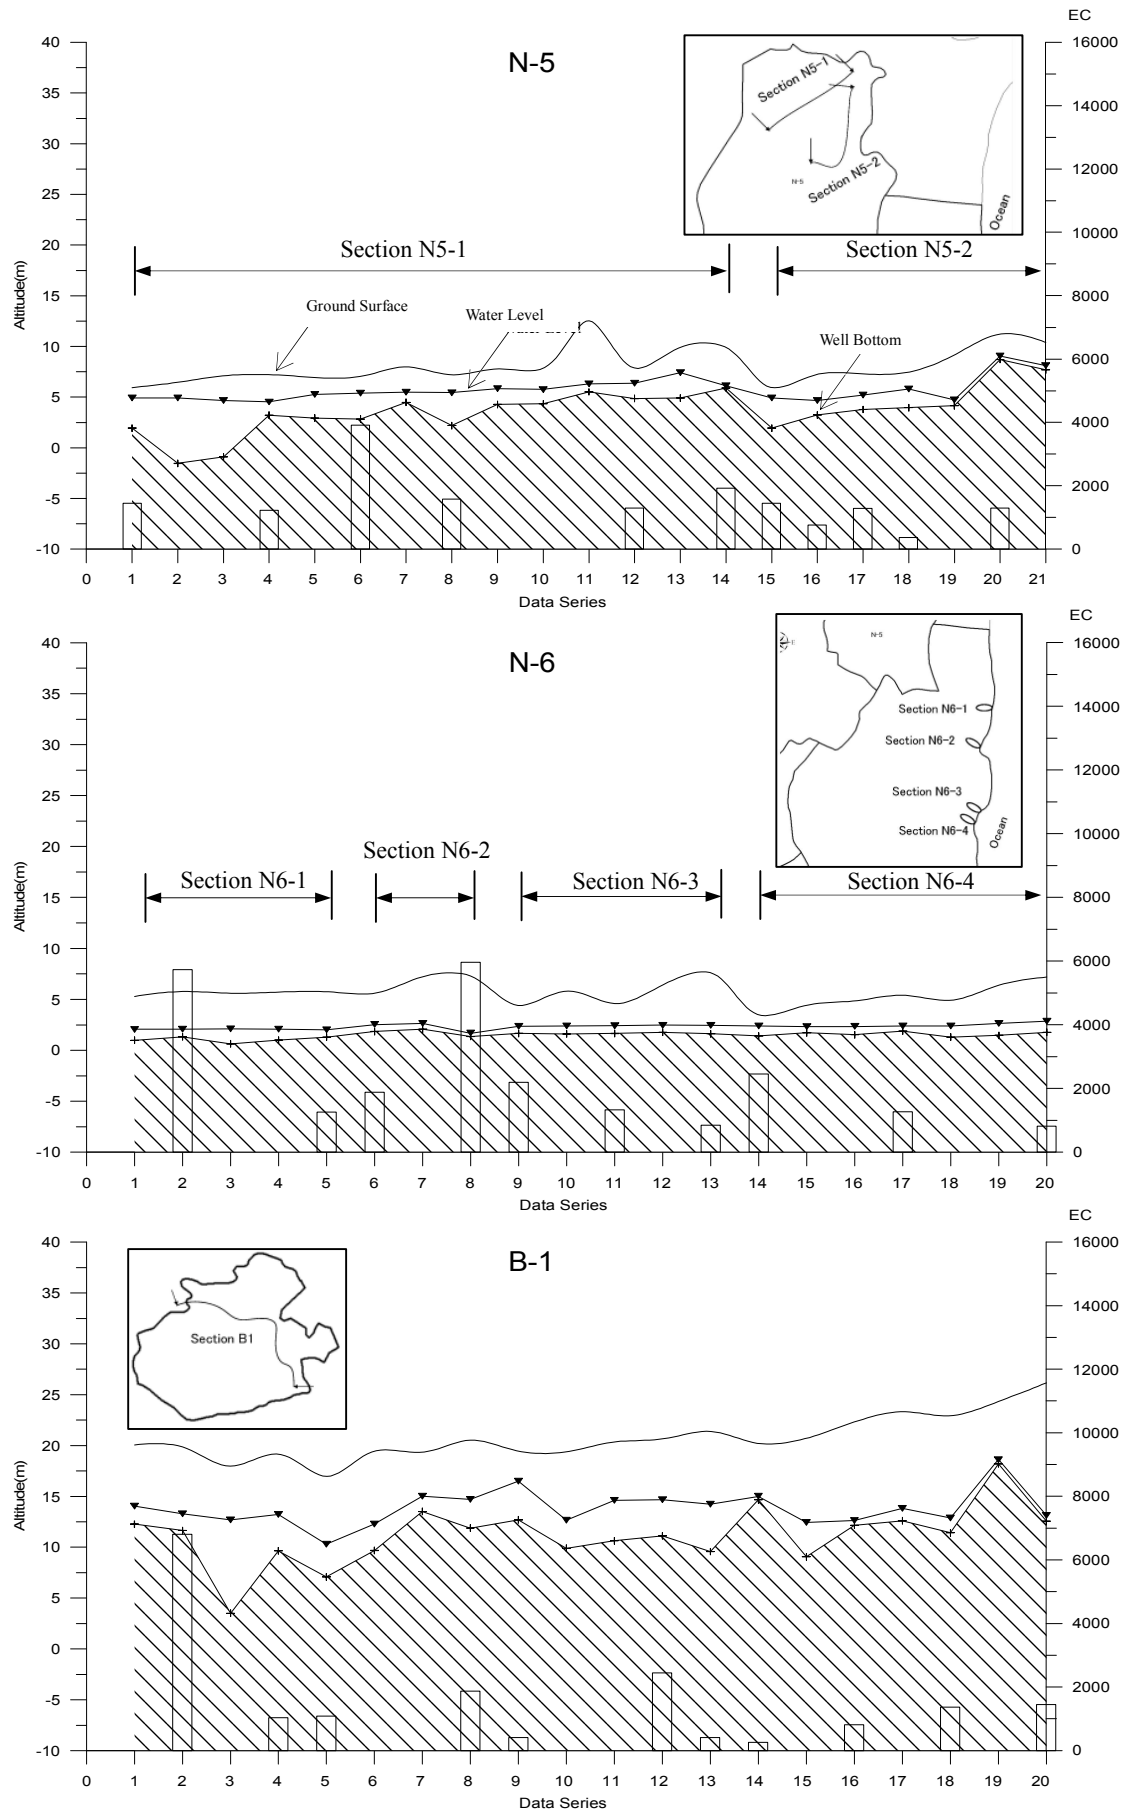 EC
40
35
30
25
20
15
10
5
0
-5
-10
Altitude(m)
N-5
16000
14000
12000
10000
8000
6000
4000
2000
0
Section N5-1
Section N5-2
N-5
Ocean
Section N5-1
Section N5-2
Ground Surface
Water Level
Well Bottom
0 1 2 3 4 5 6 7 8 9 10 11 12 13 14 15 16 17 18 19 20 21
Data Series
EC
40
35
30
25
20
15
10
5
0
-5
-10
Altitude(m)
N-6
16000
14000
12000
10000
8000
6000
4000
2000
0
N-5
Section N6-1
Section N6-2
Section N6-3
Section N6-4
Ocean
Section N6-2
Section N6-1
Section N6-3
Section N6-4
0 1 2 3 4 5 6 7 8 9 10 11 12 13 14 15 16 17 18 19 20
Data Series
EC
40
35
30
25
20
15
10
5
0
-5
-10
Altitude(m)
B-1
16000
14000
12000
10000
8000
6000
4000
2000
0
Section B1
0 1 2 3 4 5 6 7 8 9 10 11 12 13 14 15 16 17 18 19 20
Data Series